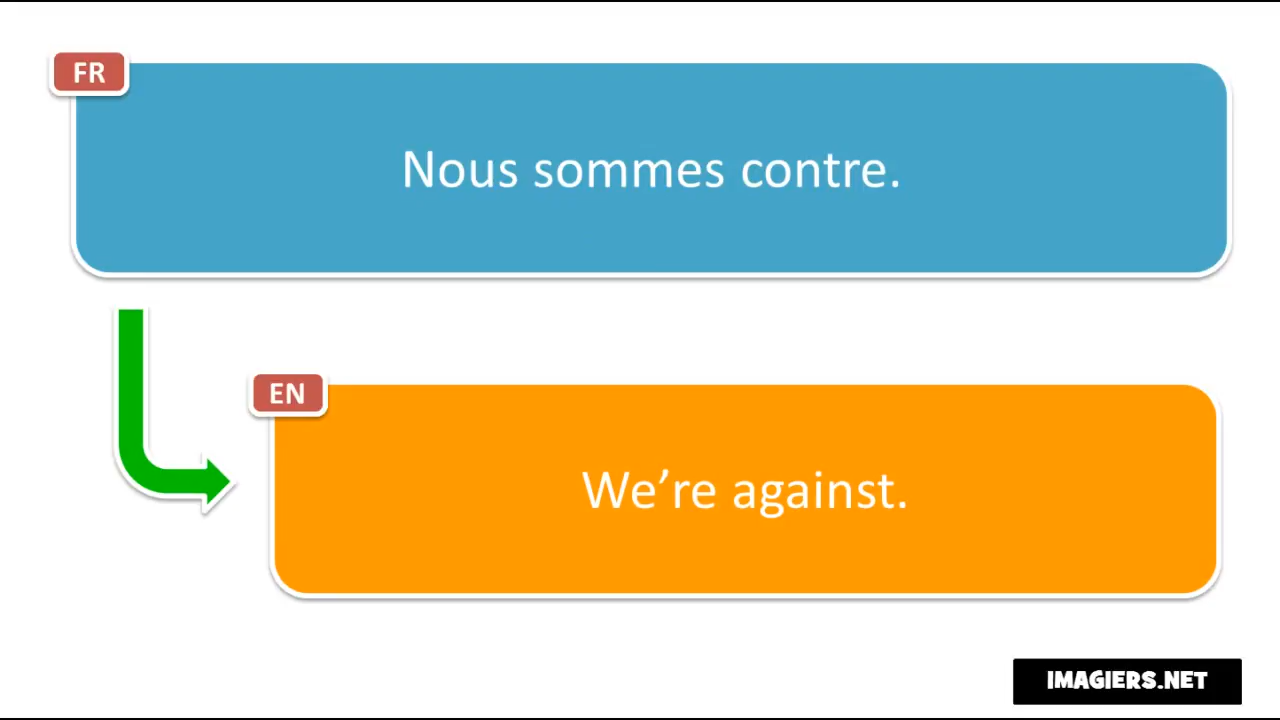 FR
Nous sommes contre.
EN
We’re against.
IMAGIERS.NET